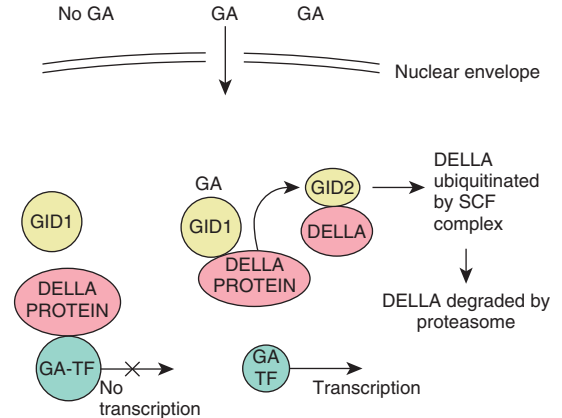 No GA
GA
GA
Nuclear envelope
GID1
DELLA
PROTEIN
GA-TF
No
transcription
GA
GID1
DELLA
PROTEIN
GID2
DELLA
DELLA
ubiquitinated
by SCF
complex
DELLA degraded by
proteasome
GA
TF
Transcription